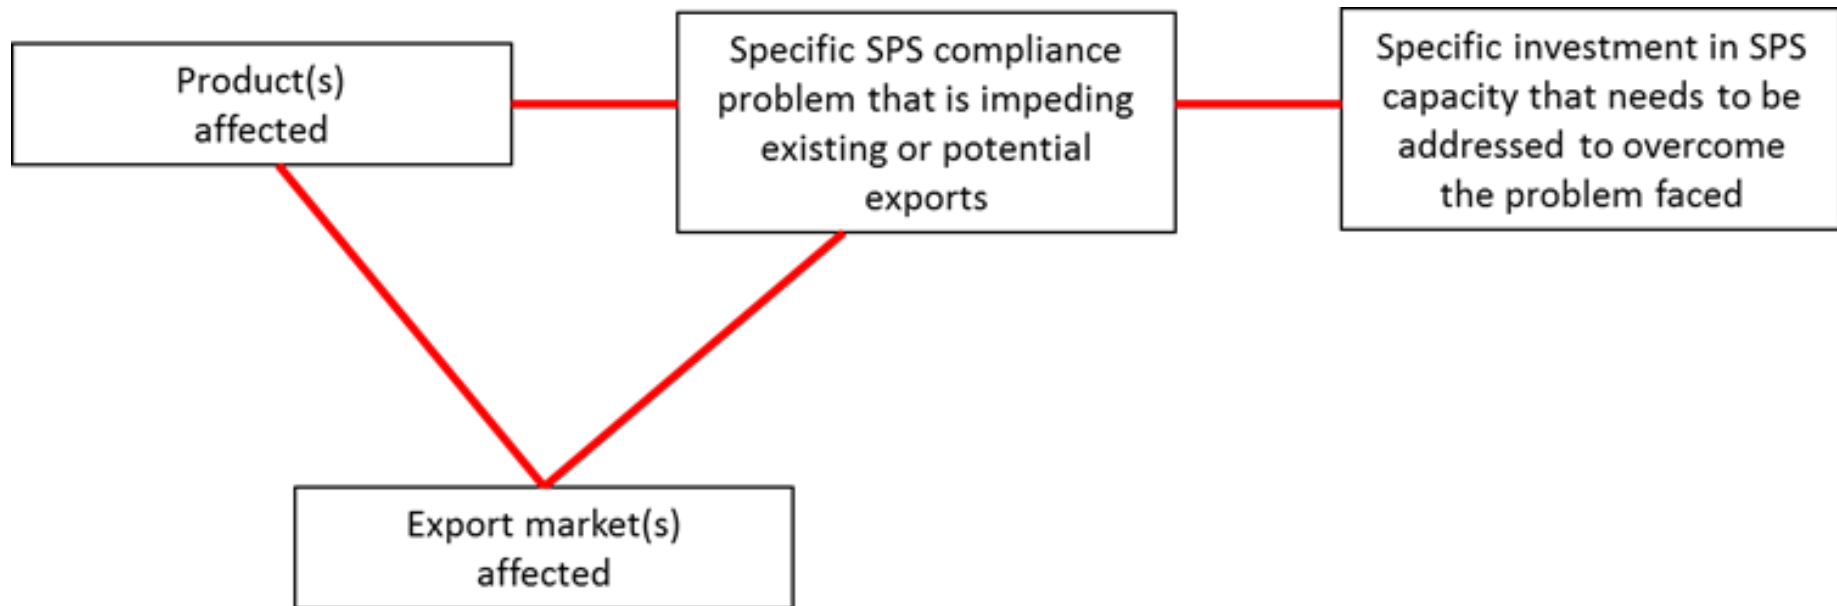 Product(s)
affected
Specific SPS compliance
problem that is impeding
existing or potential
exports
Specific investment in SPS
capacity that needs to be
addressed to overcome
the problem faced
Export market(s)
affected